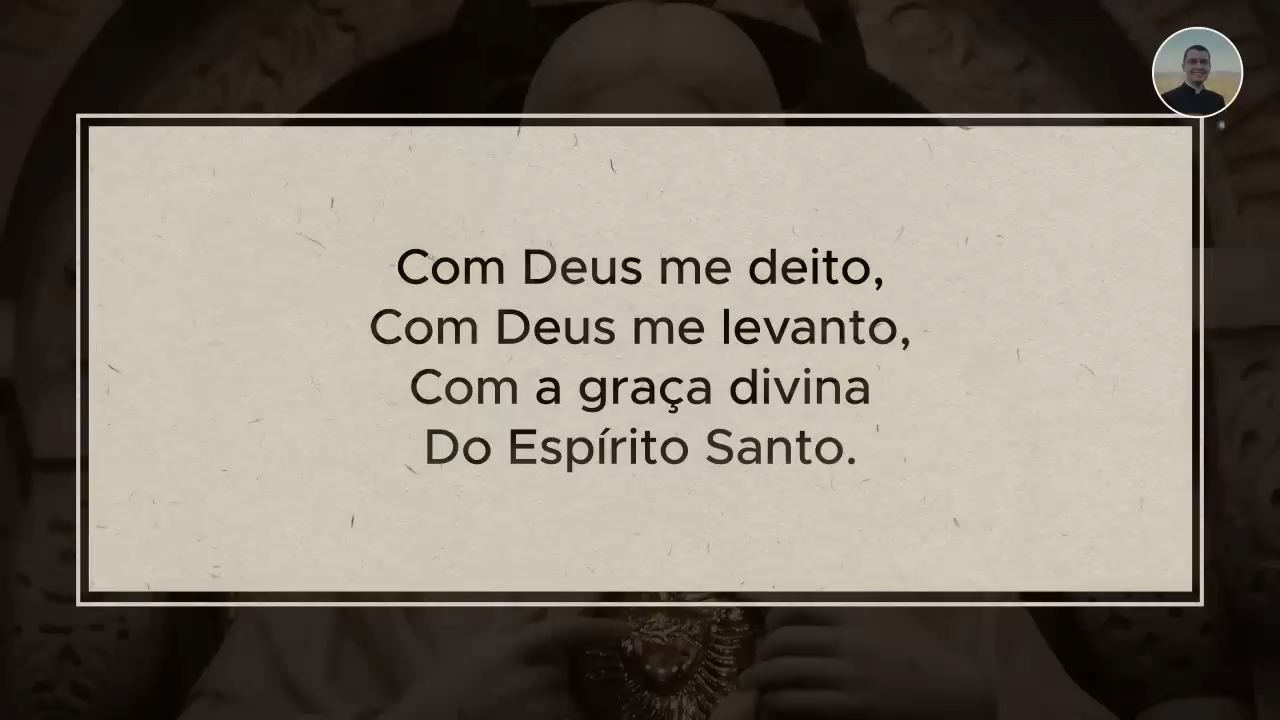 Com Deus me deito,
Com Deus me levanto,
Com a graça divina
Do Espírito Santo.